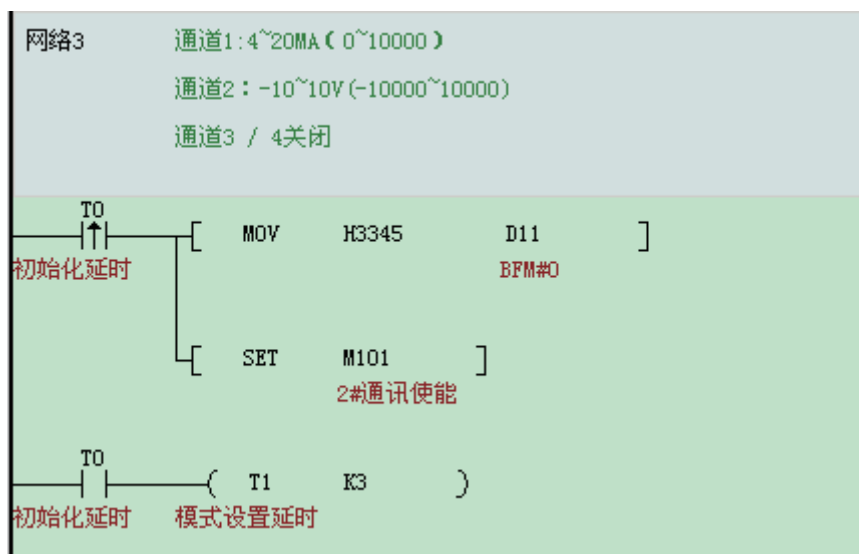 网络3 通道1:4~20MA(0~10000)
通道2:-10~10V(-10000~10000)
通道3 / 4关闭
T0
MOV H3345 D11
初始化延时 BFM#0
SET M101
2#通讯使能
T0
T1 K3
初始化延时 模式设置延时